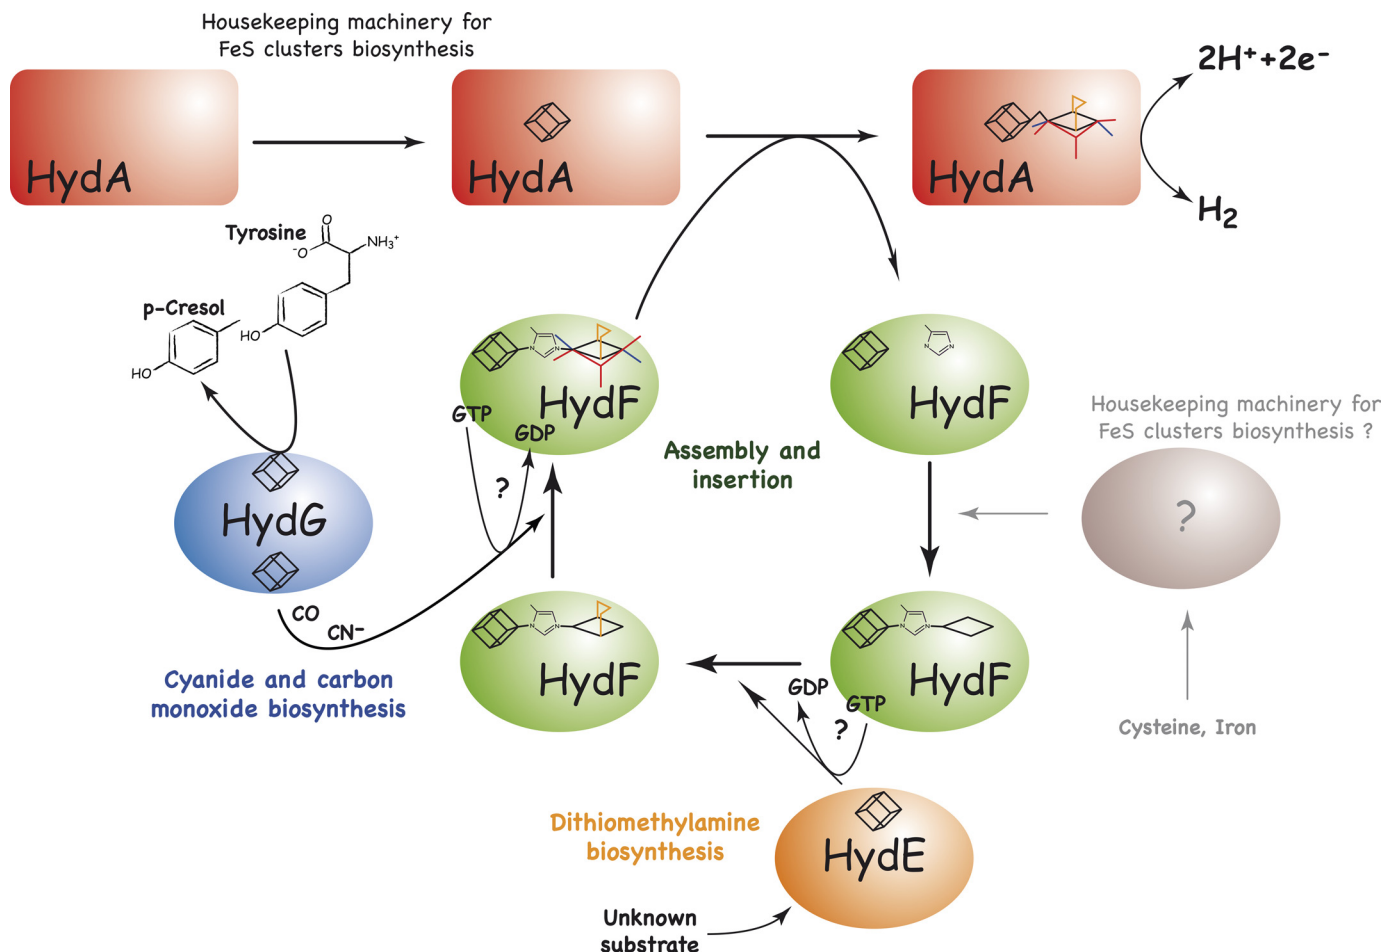 Housekeeping machinery for
FeS clusters biosynthesis
2H⁺+2e⁻
HydA
HydA
HydA
H₂
Tyrosine
O
⁻O
NH₃⁺
p-Cresol
HO
HO
N
N
N
N
HydF
HydF
GTP
GDP
?
Assembly and
insertion
Housekeeping machinery for
FeS clusters biosynthesis ?
HydG
?
CO
CN⁻
N
N
N
N
HydF
HydF
Cyanide and carbon
monoxide biosynthesis
GDP
GTP
?
Cysteine, Iron
Dithiomethylamine
biosynthesis
HydE
Unknown
substrate